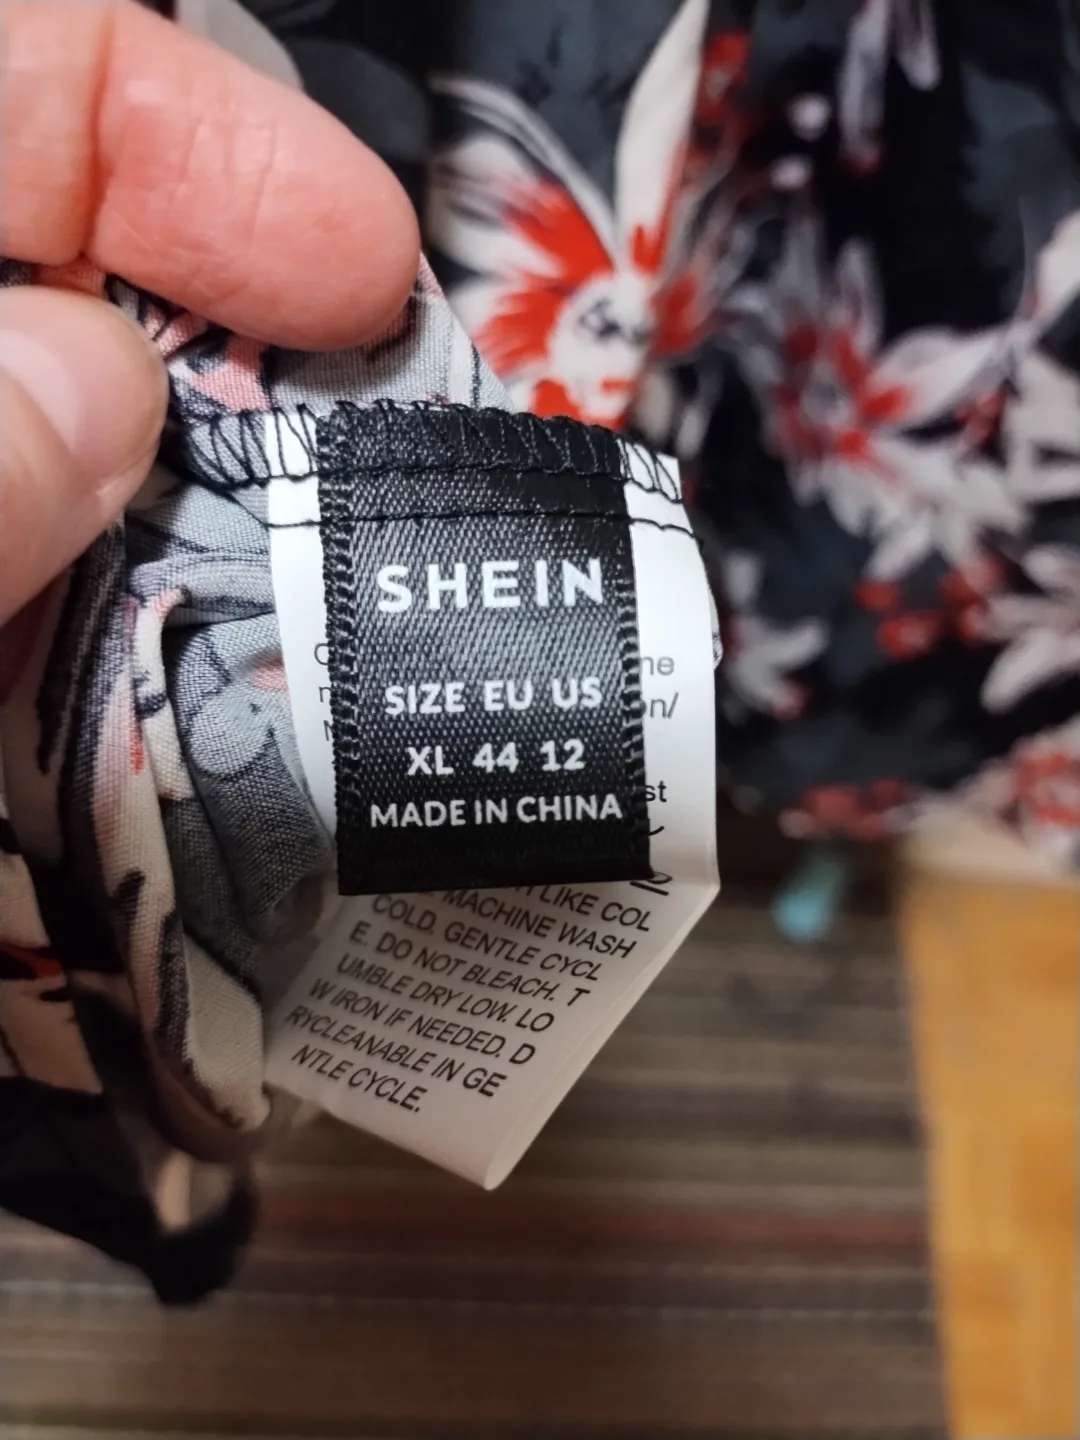 SHEIN
SIZE EU US
XL 44 12
MADE IN CHINA
LIKE COL
MACHINE WASH
COLD. GENTLE CYCL
E. DO NOT BLEACH. T
UMBLE DRY LOW. LO
W IRON IF NEEDED. D
RYCLEANABLE IN GE
NTLE CYCLE.